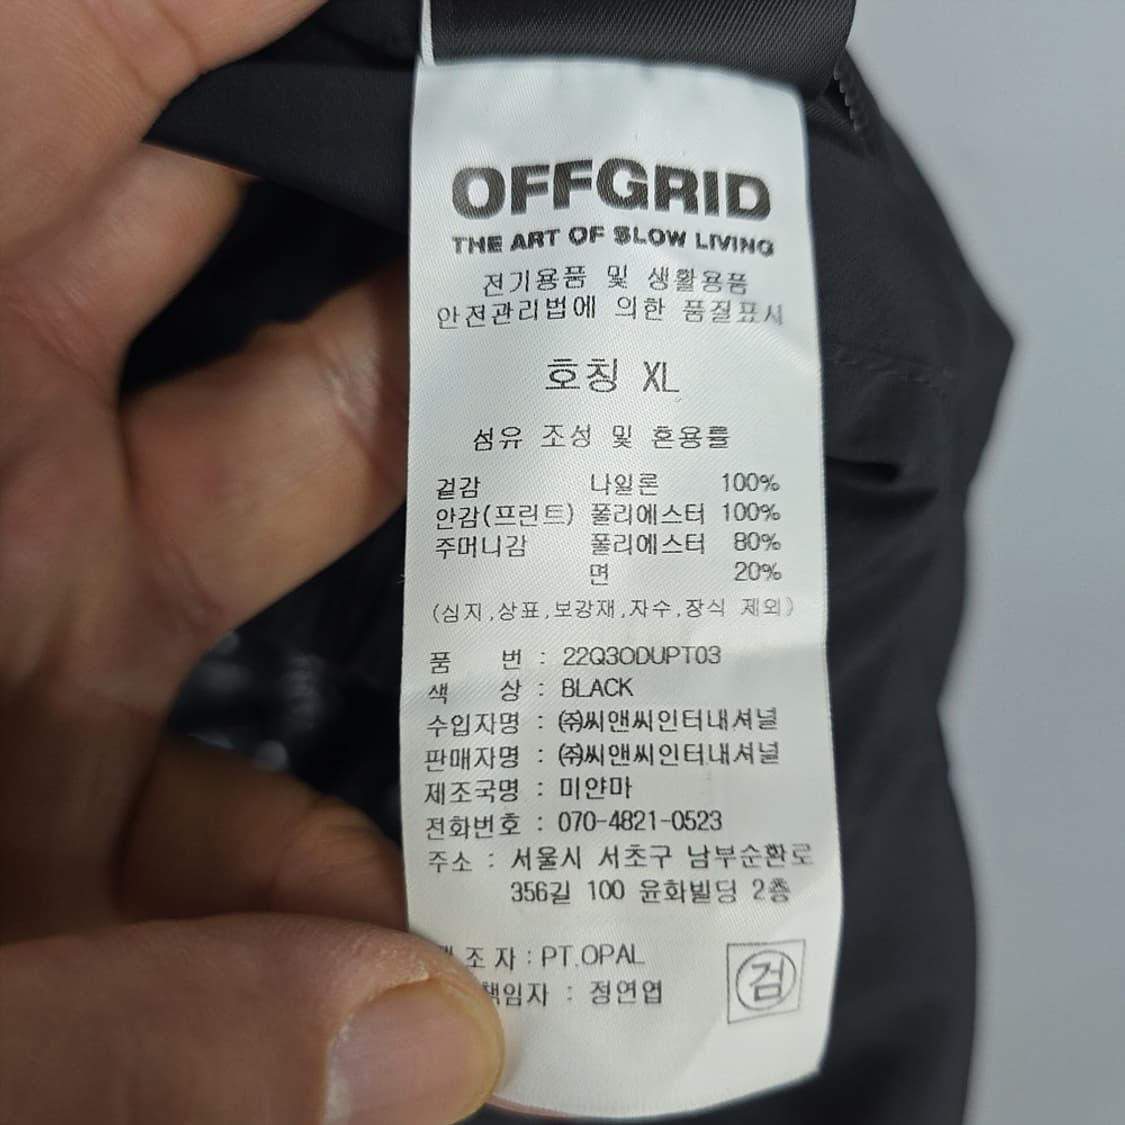 OFFGRID
THE ART OF SLOW LIVING
전기용품 및 생활용품
안전관리법에 의한 품질표시
호칭 XL
섬유 조성 및 혼용률
겉감 나일론 100%
안감(프린트) 폴리에스터 100%
주머니감 폴리에스터 80%
면 20%
(심지,상표,보강재,자수,장식 제외)
품 번 : 22Q3ODUPT03
색 상 : BLACK
수입자명 : ㈜씨앤씨인터내셔널
판매자명 : ㈜씨앤씨인터내셔널
제조국명 : 미얀마
전화번호 : 070-4821-0523
주소 : 서울시 서초구 남부순환로
356길 100 윤화빌딩 2층
조 자 : PT.OPAL
책임자 : 정연엽
검